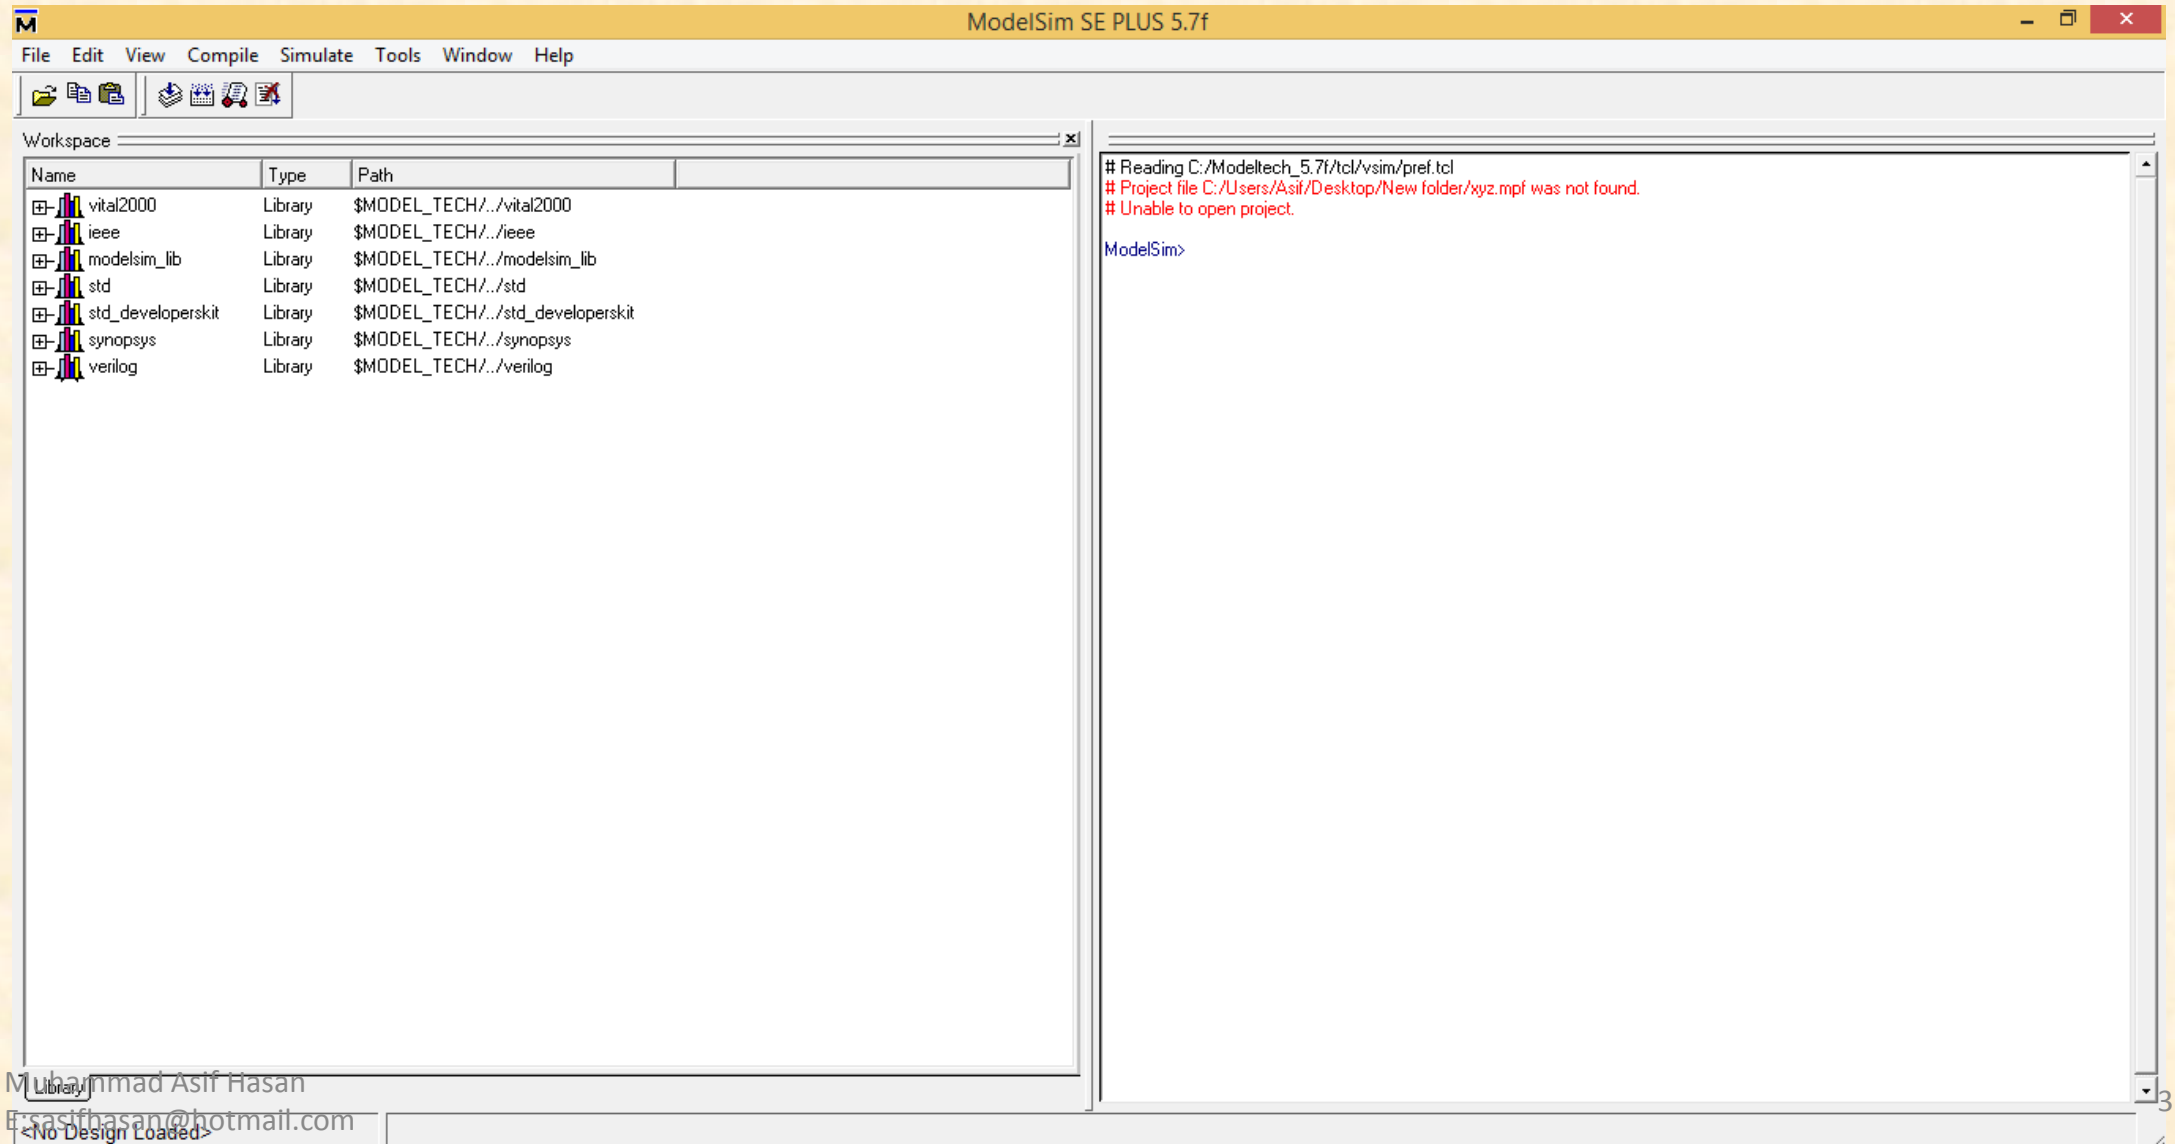 ModelSim SE PLUS 5.7f
File Edit View Compile Simulate Tools Window Help
Workspace
Name Type Path
vital2000 Library $MODEL_TECH/../vital2000
ieee Library $MODEL_TECH/../ieee
modelsim_lib Library $MODEL_TECH/../modelsim_lib
std Library $MODEL_TECH/../std
std_developerskit Library $MODEL_TECH/../std_developerskit
synopsys Library $MODEL_TECH/../synopsys
verilog Library $MODEL_TECH/../verilog
# Reading C:/Modeltech_5.7f/tcl/vsim/pref.tcl
# Project file C:/Users/Asif/Desktop/New folder/xyz.mpf was not found.
# Unable to open project.
ModelSim>
Library
Muhammad Asif Hasan
E:sasifhasan@hotmail.com
<No Design Loaded>
3